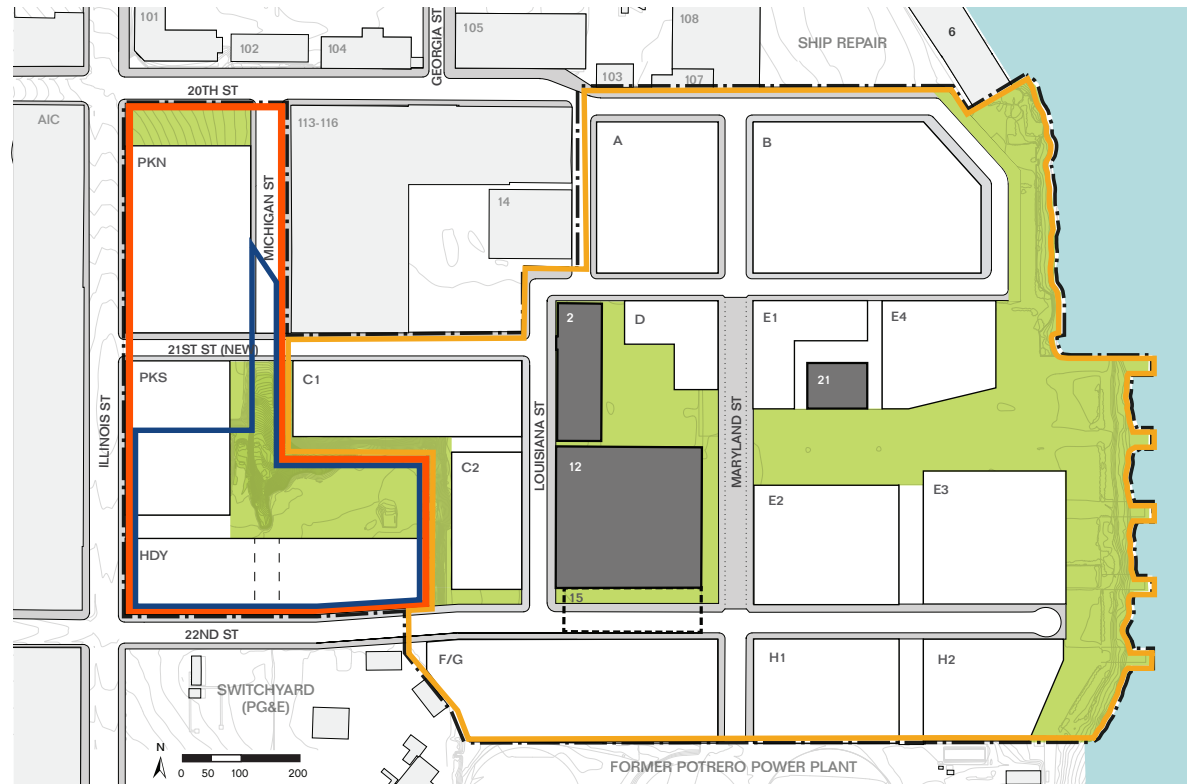 101
102
104
GEORGIA ST
105
108
SHIP REPAIR
6
103
107
20TH ST
AIC
PKN
MICHIGAN ST
113-116
14
A
B
ILLINOIS ST
21ST ST (NEW)
PKS
C1
2
D
E1
E4
21
LOUISIANA ST
MARYLAND ST
C2
12
E2
E3
HDY
15
22ND ST
F/G
H1
H2
SWITCHYARD
(PG&E)
N
0 50 100 200
FORMER POTRERO POWER PLANT